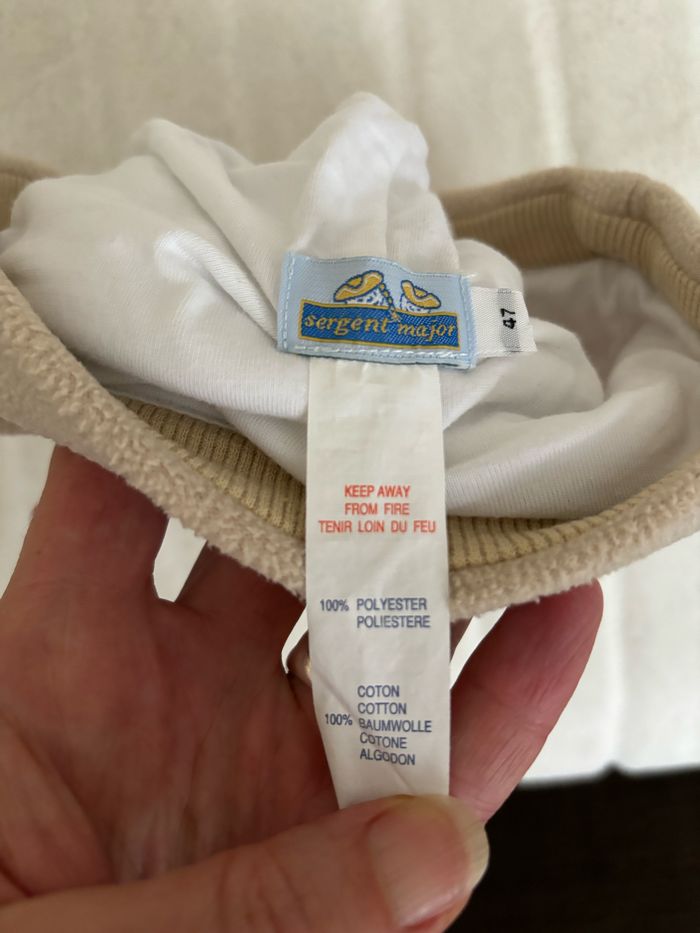 sergent major
47
KEEP AWAY
FROM FIRE
TENIR LOIN DU FEU
100% POLYESTER
POLIESTERE
COTON
COTTON
100% BAUMWOLLE
COTONE
ALGODON